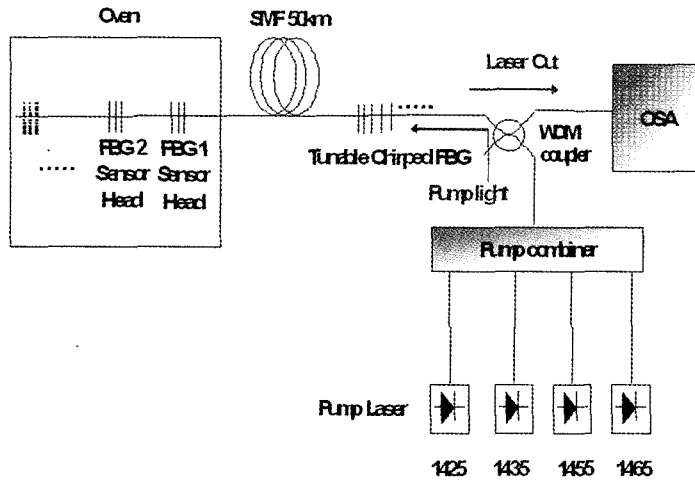 Oven
SMF 50km
Laser Out
OSA
WDM
coupler
FBG 2
Sensor
Head
FBG 1
Sensor
Head
Tunable Chirped FBG
Pump light
Pump combiner
Pump Laser
1425
1435
1455
1465